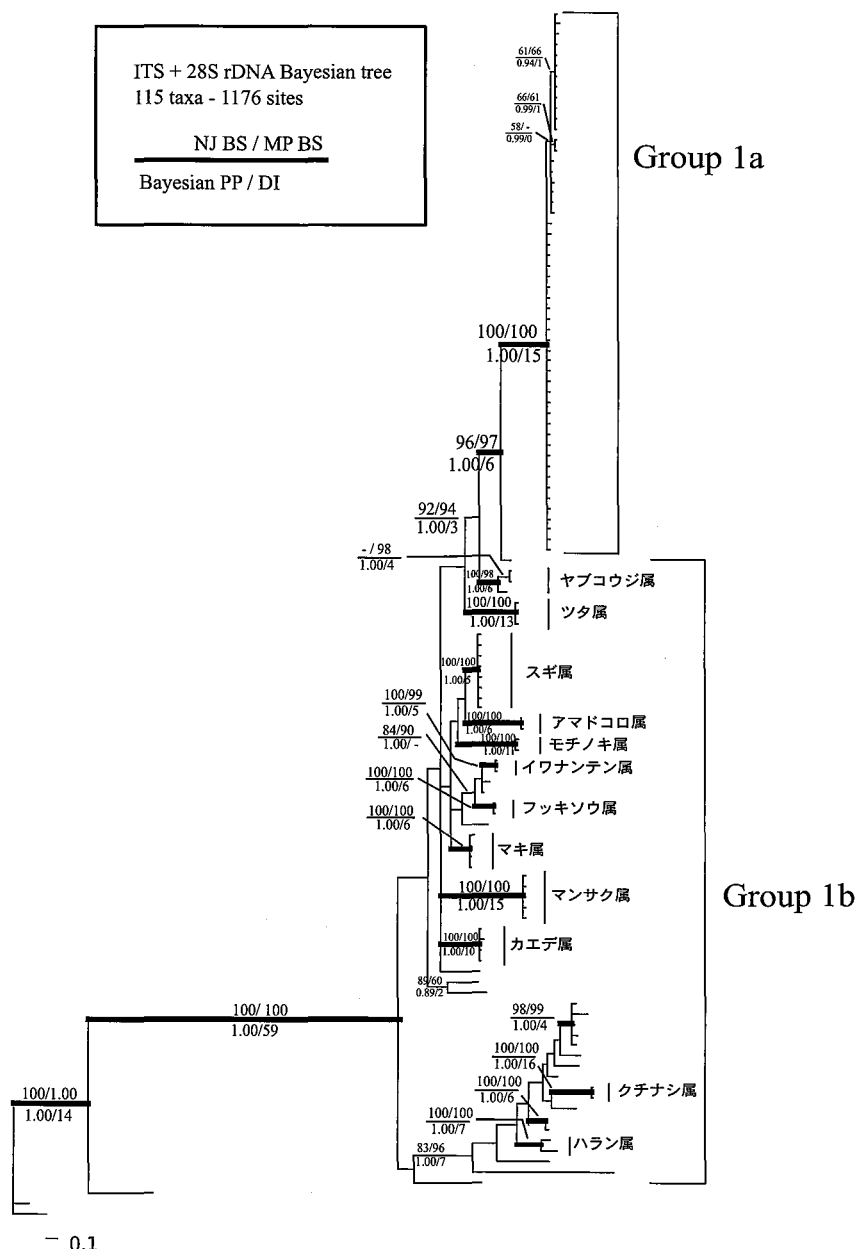 ITS + 28S rDNA Bayesian tree
115 taxa - 1176 sites
NJ BS / MP BS
Bayesian PP / DI
61/66
0.94/1
66/61
0.99/1
58/ -
0.99/0
Group 1a
100/100
1.00/15
96/97
1.00/6
92/94
1.00/3
- / 98
1.00/4
100/98
1.00/6
ヤブコウジ属
100/100
1.00/13
ツタ属
100/100
1.00/5
スギ属
100/99
1.00/5
100/100
1.00/6
アマドコロ属
84/90
1.00/ -
100/100
1.00/11
モチノキ属
イワナンテン属
100/100
1.00/6
フッキソウ属
100/100
1.00/6
マキ属
100/100
1.00/15
マンサク属
Group 1b
100/100
1.00/10
カエデ属
89/60
0.89/2
100/ 100
1.00/59
98/99
1.00/4
100/100
1.00/16
クチナシ属
100/100
1.00/6
100/1.00
1.00/14
100/100
1.00/7
ハラン属
83/96
1.00/7
0.1